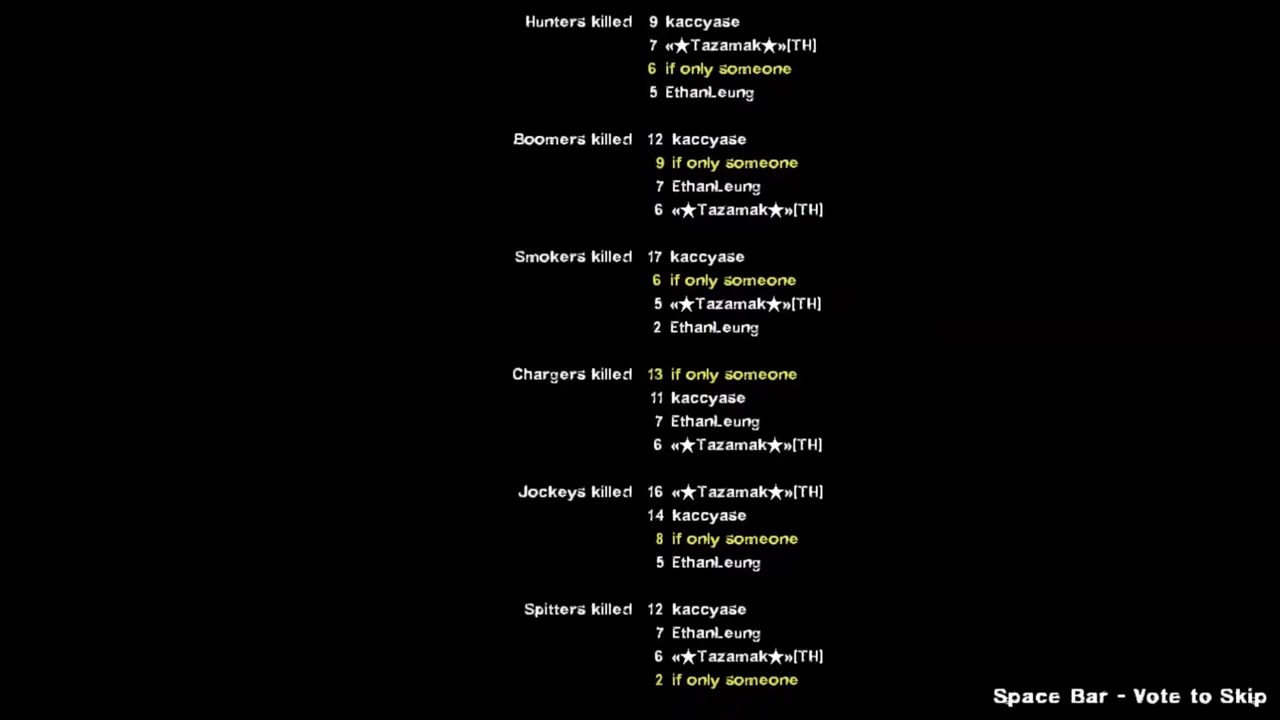 Hunters killed 9 kaccyase
7 «★Tazamak★»[TH]
6 if only someone
5 EthanLeung
Boomers killed 12 kaccyase
9 if only someone
7 EthanLeung
6 «★Tazamak★»[TH]
Smokers killed 17 kaccyase
6 if only someone
5 «★Tazamak★»[TH]
2 EthanLeung
Chargers killed 13 if only someone
11 kaccyase
7 EthanLeung
6 «★Tazamak★»[TH]
Jockeys killed 16 «★Tazamak★»[TH]
14 kaccyase
8 if only someone
5 EthanLeung
Spitters killed 12 kaccyase
7 EthanLeung
6 «★Tazamak★»[TH]
2 if only someone
Space Bar - Vote to Skip